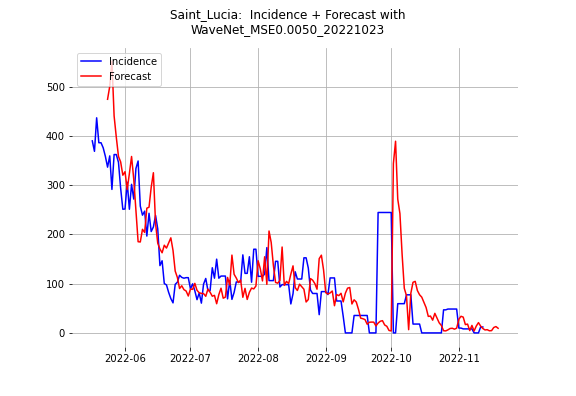 Saint_Lucia:  Incidence + Forecast with
WaveNet_MSE0.0050_20221023
Incidence
Forecast
500
400
300
200
100
0
2022-06 2022-07 2022-08 2022-09 2022-10 2022-11